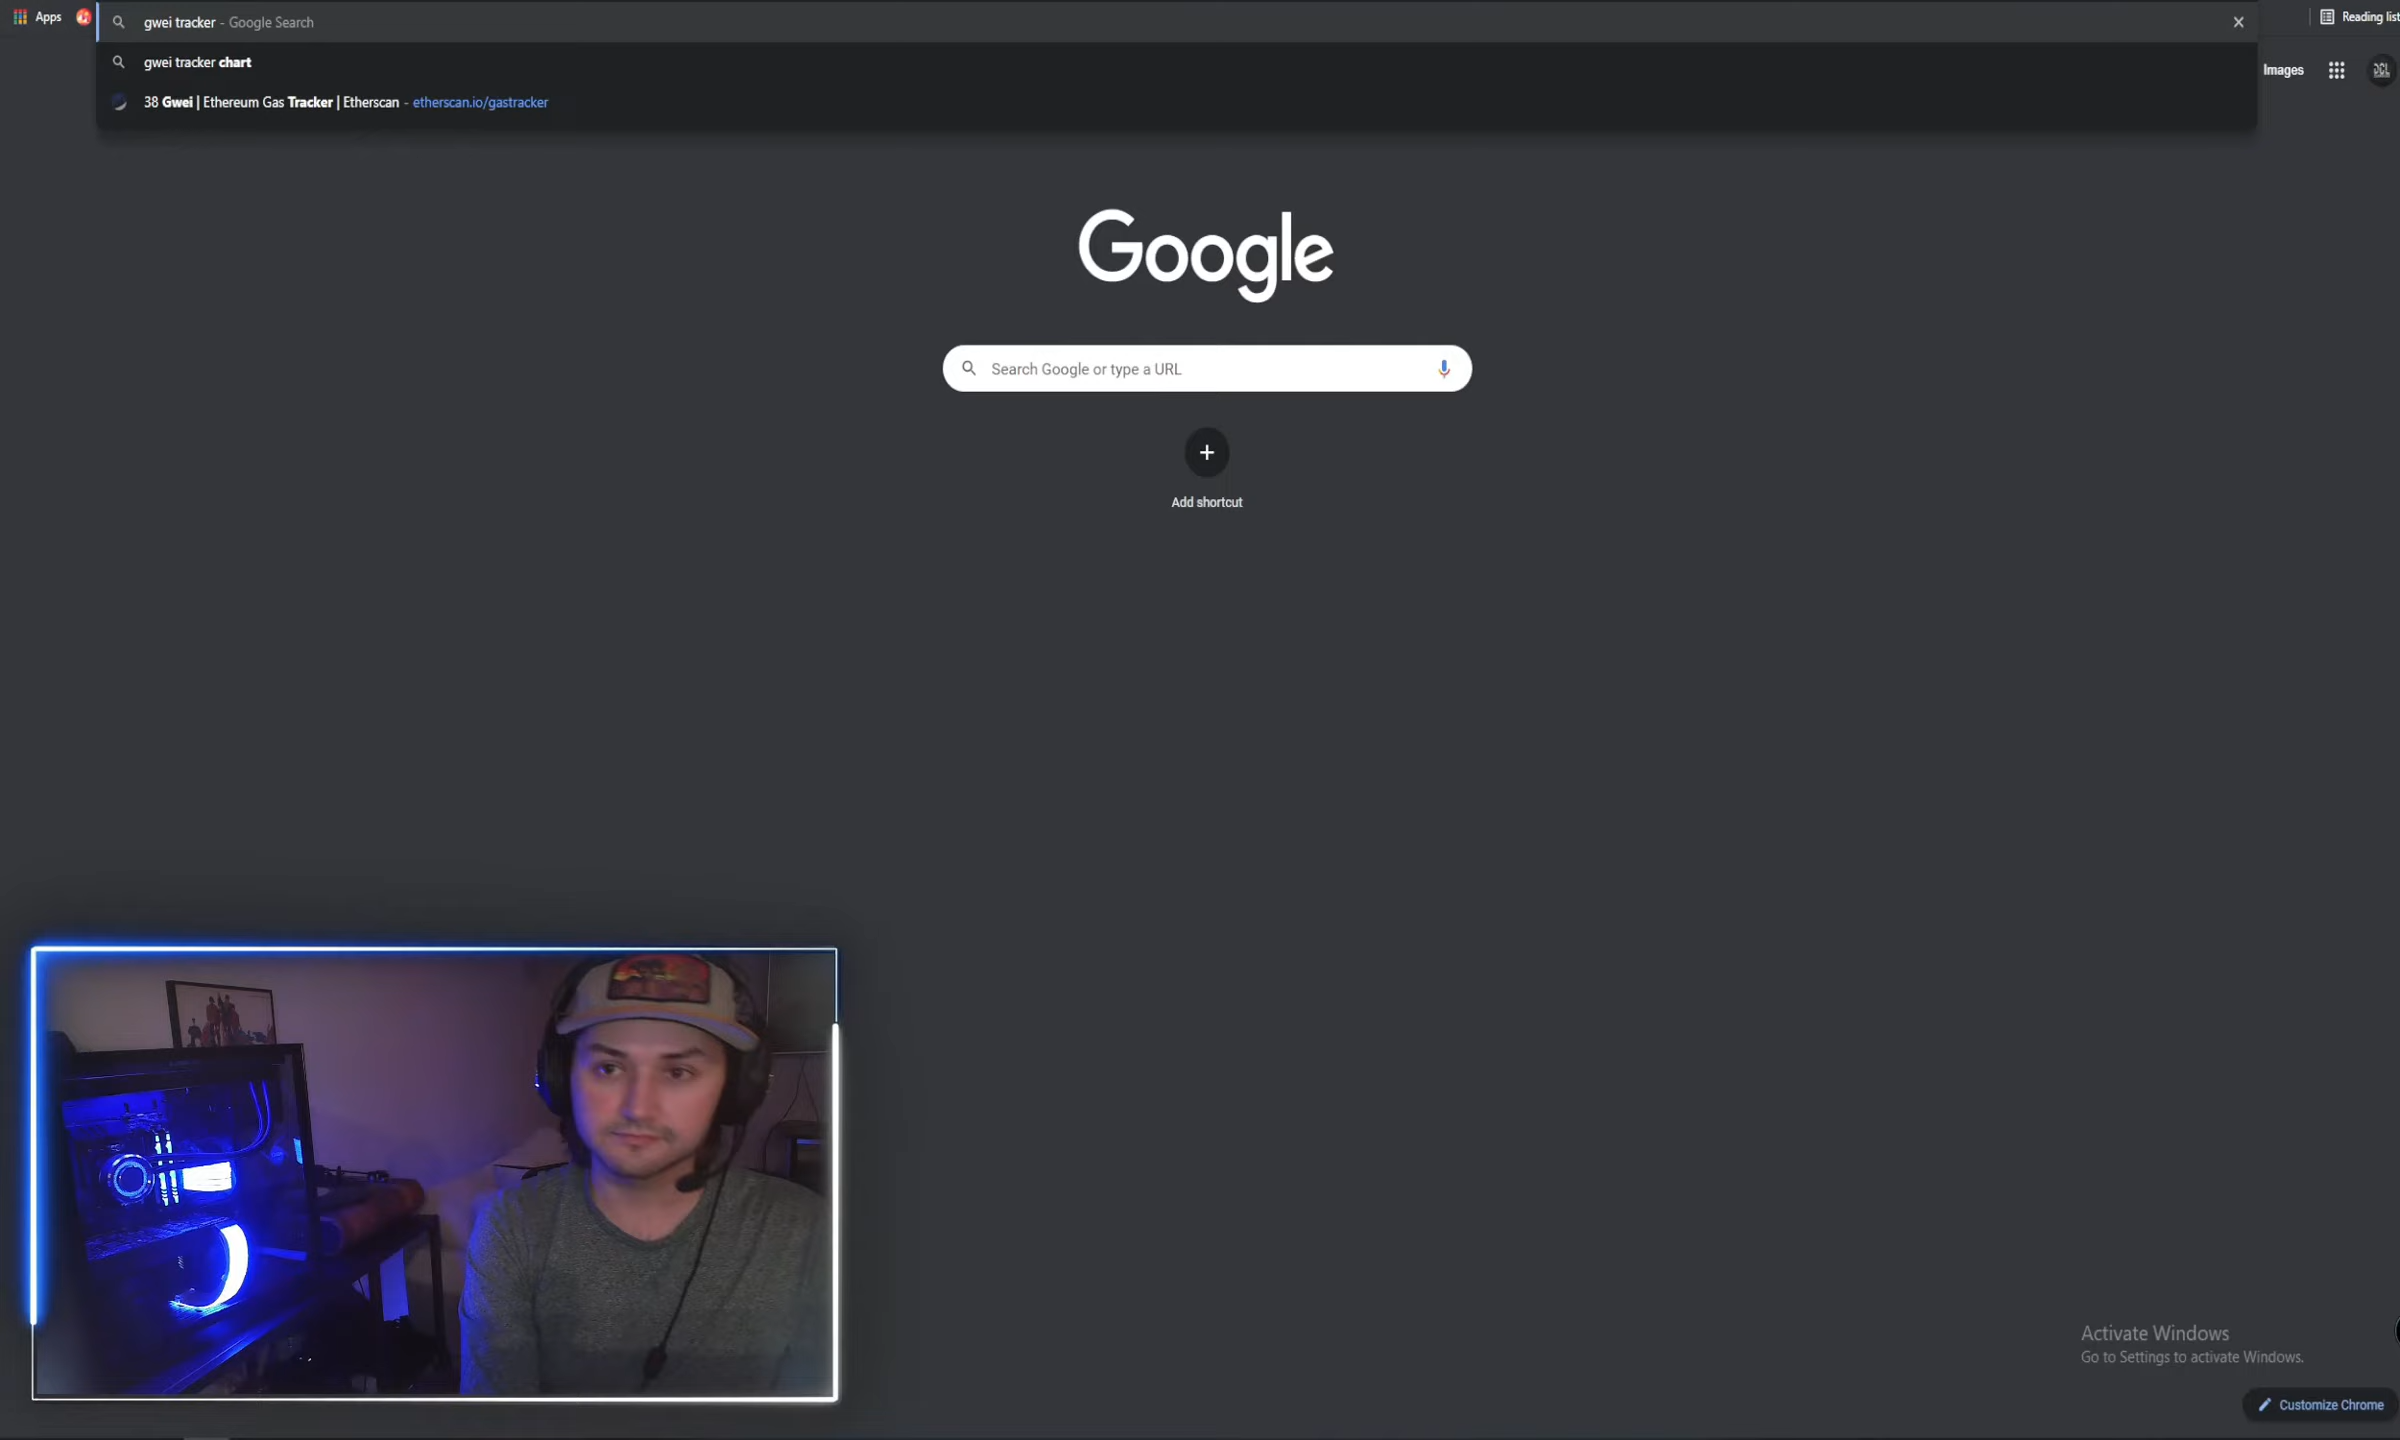 Apps
gwei tracker - Google Search
Reading list
gwei tracker chart
38 Gwei | Ethereum Gas Tracker | Etherscan - etherscan.io/gastracker
Images
Google
Search Google or type a URL
Add shortcut
Activate Windows
Go to Settings to activate Windows.
Customize Chrome